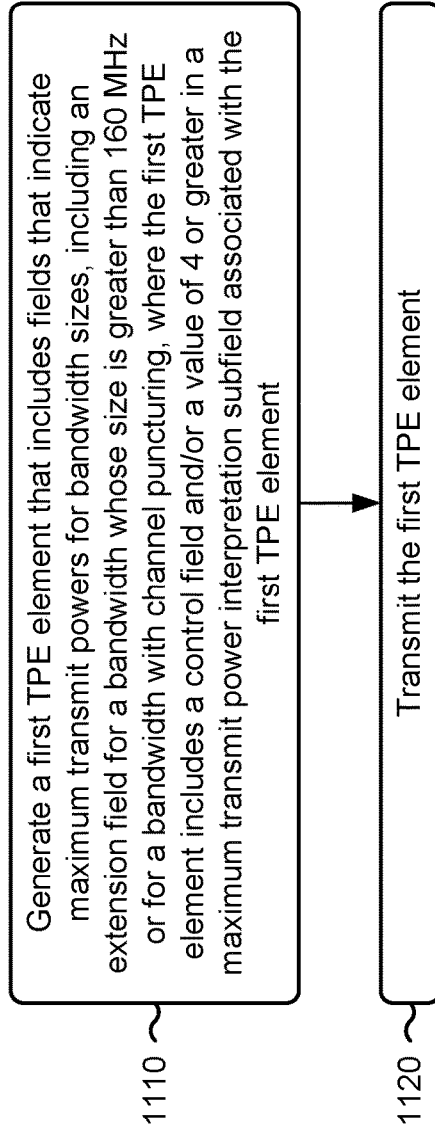 1110
Generate a first TPE element that includes fields that indicate
maximum transmit powers for bandwidth sizes, including an
extension field for a bandwidth whose size is greater than 160 MHz
or for a bandwidth with channel puncturing, where the first TPE
element includes a control field and/or a value of 4 or greater in a
maximum transmit power interpretation subfield associated with the
first TPE element
1120
Transmit the first TPE element